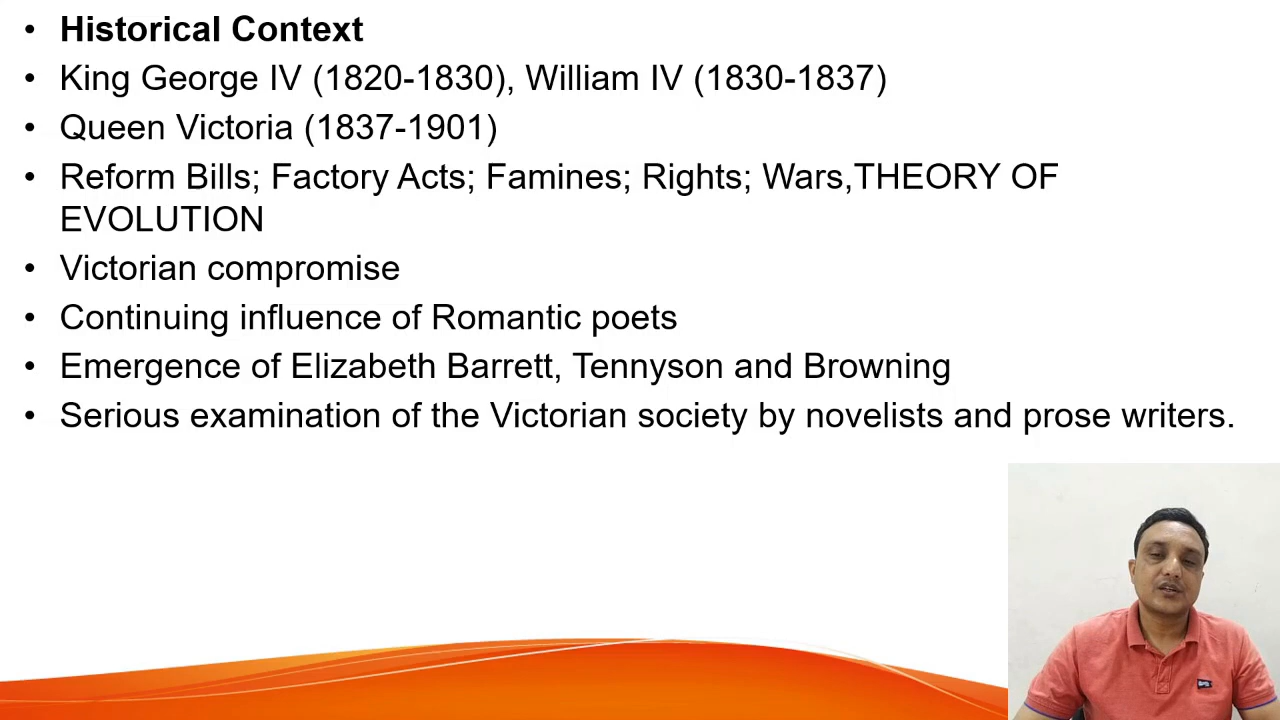 • Historical Context
• King George IV (1820-1830), William IV (1830-1837)
• Queen Victoria (1837-1901)
• Reform Bills; Factory Acts; Famines; Rights; Wars,THEORY OF
EVOLUTION
• Victorian compromise
• Continuing influence of Romantic poets
• Emergence of Elizabeth Barrett, Tennyson and Browning
• Serious examination of the Victorian society by novelists and prose writers.